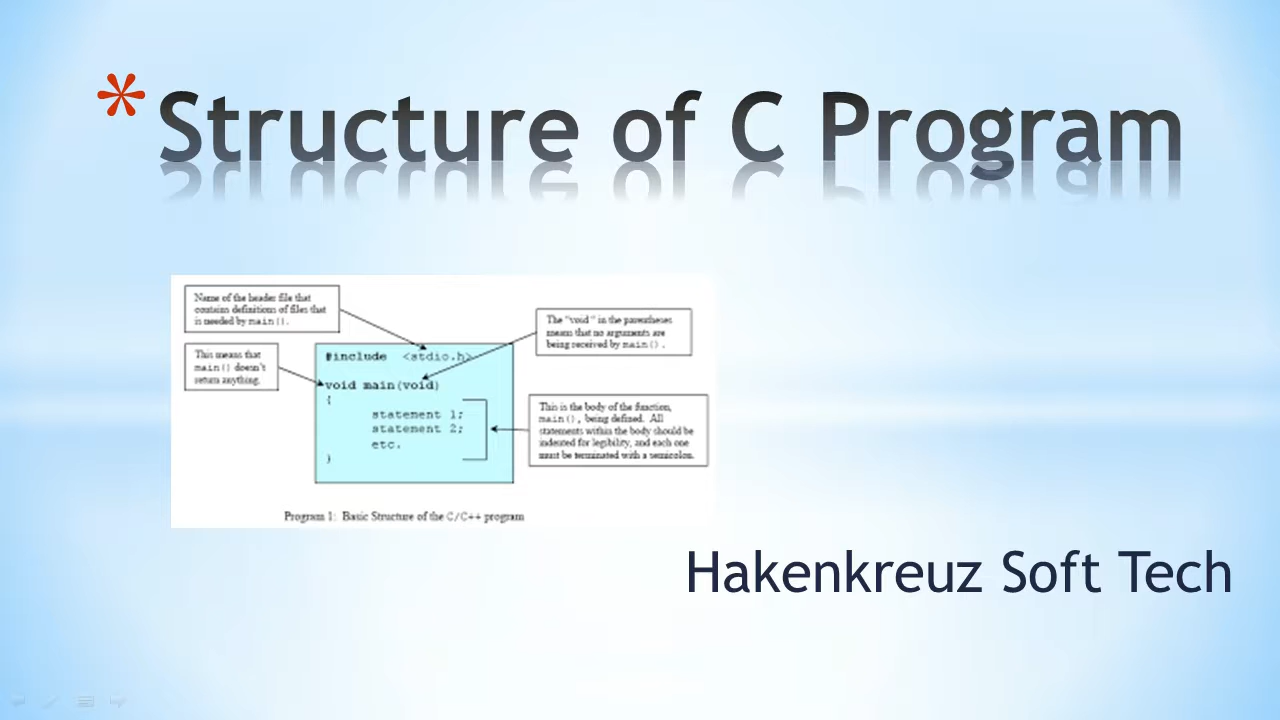 * Structure of C Program
Name of the header file that
contains definitions of files that
is needed by main().
The "void" in the parentheses
means that no arguments are
being received by main().
This means that
main() doesn't
return anything.
#include <stdio.h>
void main(void)
{
statement 1;
statement 2;
etc.
}
This is the body of the function,
main(), being defined. All
statements within the body should be
indented for legibility, and each one
must be terminated with a semicolon.
Program 1: Basic Structure of the C/C++ program
Hakenkreuz Soft Tech